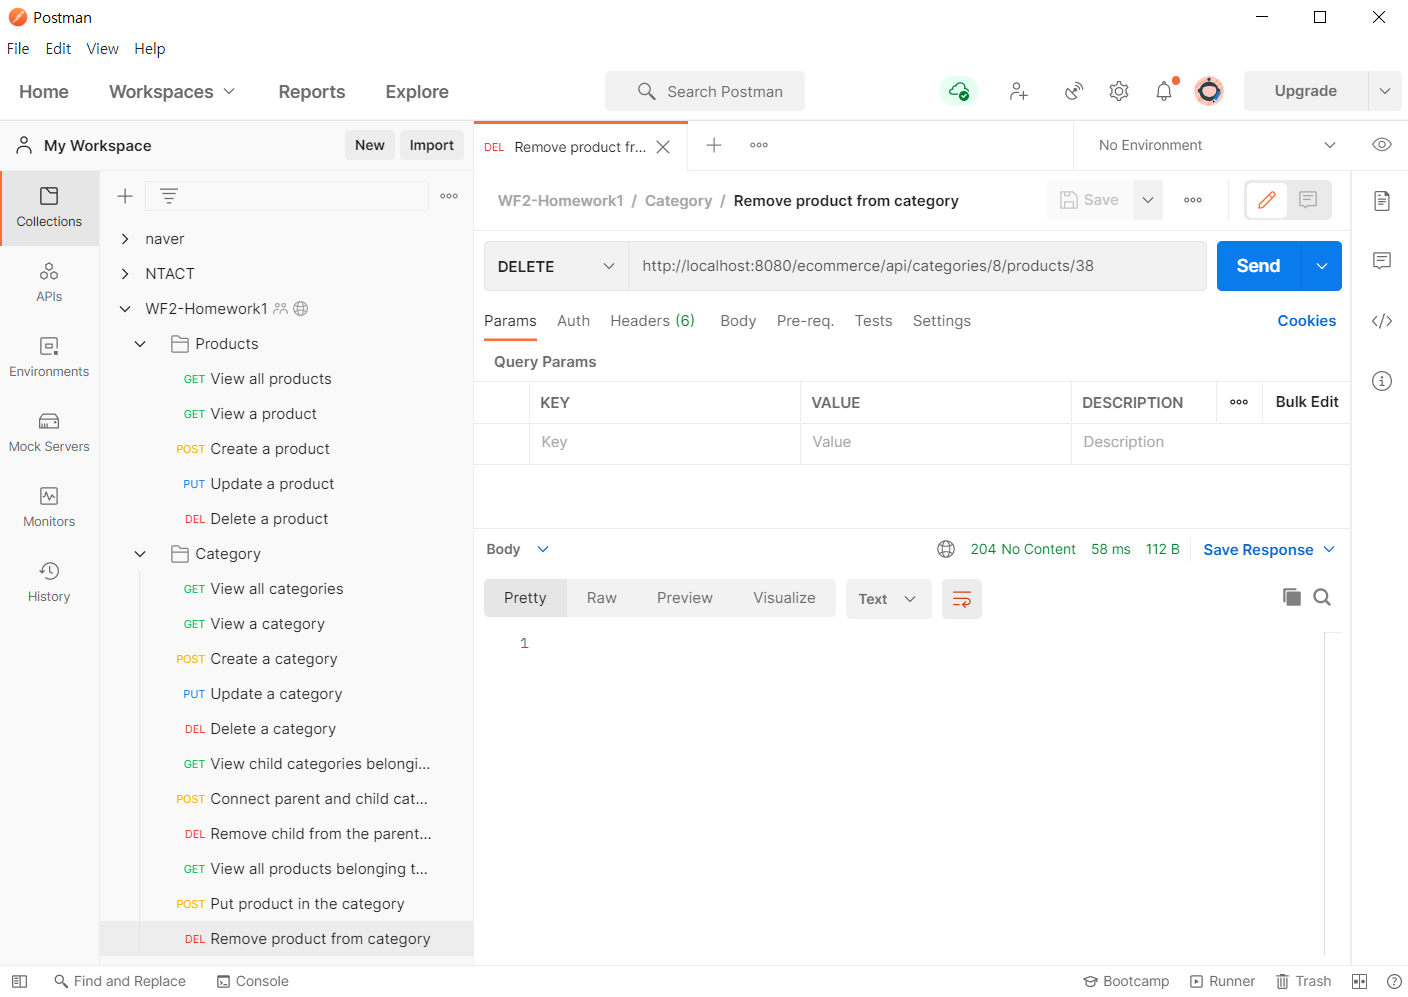 Postman
File Edit View Help
Home Workspaces Reports Explore Search Postman Upgrade
My Workspace New Import
DEL Remove product fr... No Environment
Collections
APIs
Environments
Mock Servers
Monitors
History
naver
NTACT
WF2-Homework1
Products
GET View all products
GET View a product
POST Create a product
PUT Update a product
DEL Delete a product
Category
GET View all categories
GET View a category
POST Create a category
PUT Update a category
DEL Delete a category
GET View child categories belongi...
POST Connect parent and child cat...
DEL Remove child from the parent...
GET View all products belonging t...
POST Put product in the category
DEL Remove product from category
WF2-Homework1 / Category / Remove product from category Save
DELETE http://localhost:8080/ecommerce/api/categories/8/products/38 Send
Params Auth Headers (6) Body Pre-req. Tests Settings Cookies
Query Params
KEY VALUE DESCRIPTION Bulk Edit
Key Value Description
Body 204 No Content 58 ms 112 B Save Response
Pretty Raw Preview Visualize Text
1
Find and Replace Console Bootcamp Runner Trash